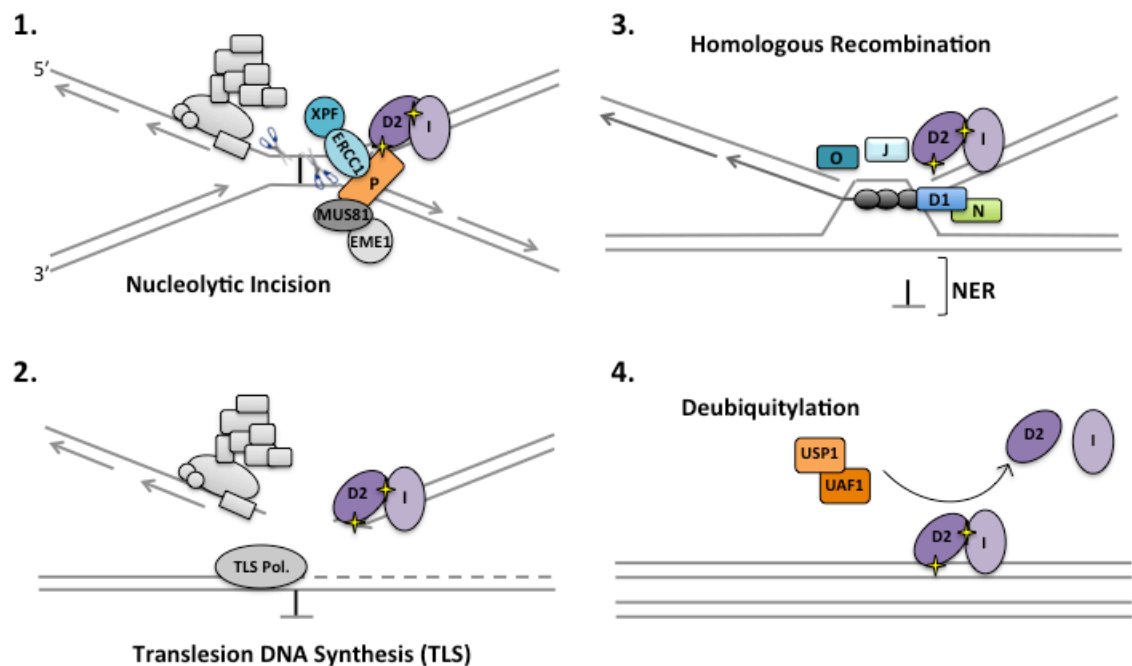 1.
5′
XPF
ERCC1
D2
I
P
MUS81
EME1
3′
Nucleolytic Incision
2.
D2
I
TLS Pol.
Translesion DNA Synthesis (TLS)
3.
Homologous Recombination
O
J
D2
I
D1
N
NER
4.
Deubiquitylation
USP1
UAF1
D2
I
D2
I